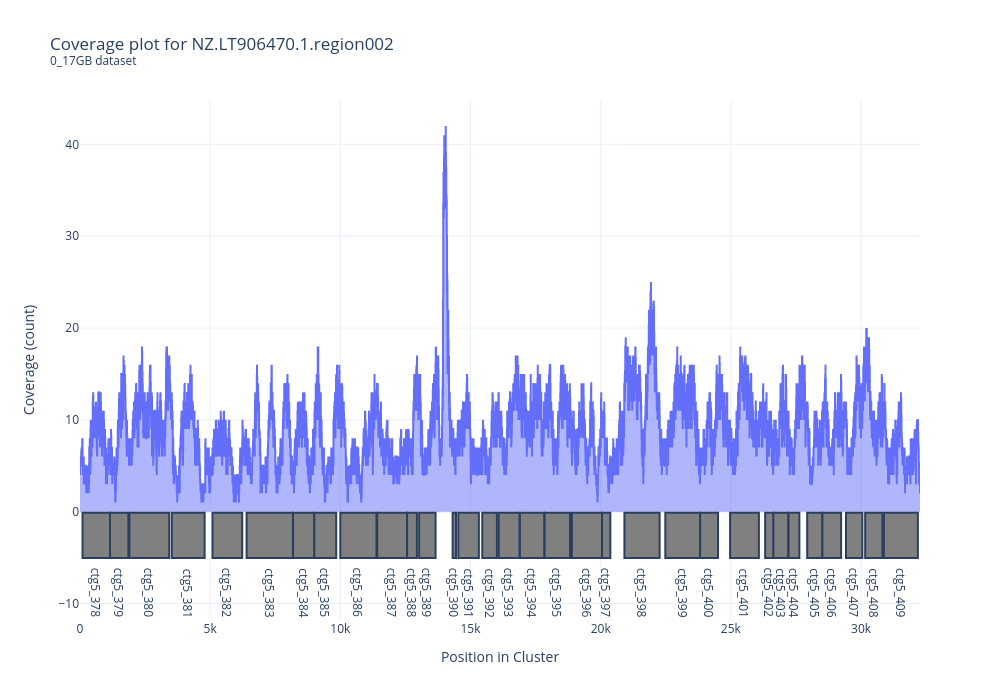 Coverage plot for NZ.LT906470.1.region002
0_17GB dataset
40
30
20
10
0
−10
Coverage (count)
ctg5_378
ctg5_379
ctg5_380
ctg5_381
ctg5_382
ctg5_383
ctg5_384
ctg5_385
ctg5_386
ctg5_387
ctg5_388
ctg5_389
ctg5_390
ctg5_391
ctg5_392
ctg5_393
ctg5_394
ctg5_395
ctg5_396
ctg5_397
ctg5_398
ctg5_399
ctg5_400
ctg5_401
ctg5_402
ctg5_403
ctg5_404
ctg5_405
ctg5_406
ctg5_407
ctg5_408
ctg5_409
0 5k 10k 15k 20k 25k 30k
Position in Cluster